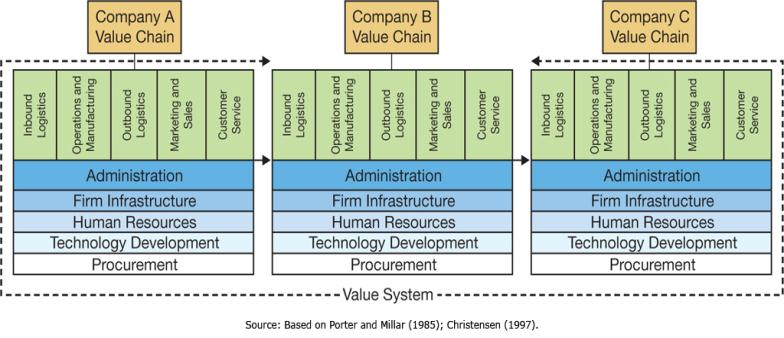 Company A
Value Chain
Company B
Value Chain
Company C
Value Chain
Inbound
Logistics
Operations and
Manufacturing
Outbound
Logistics
Marketing and
Sales
Customer
Service
Inbound
Logistics
Operations and
Manufacturing
Outbound
Logistics
Marketing and
Sales
Customer
Service
Inbound
Logistics
Operations and
Manufacturing
Outbound
Logistics
Marketing and
Sales
Customer
Service
Administration
Administration
Administration
Firm Infrastructure
Firm Infrastructure
Firm Infrastructure
Human Resources
Human Resources
Human Resources
Technology Development
Technology Development
Technology Development
Procurement
Procurement
Procurement
Value System
Source: Based on Porter and Millar (1985); Christensen (1997).